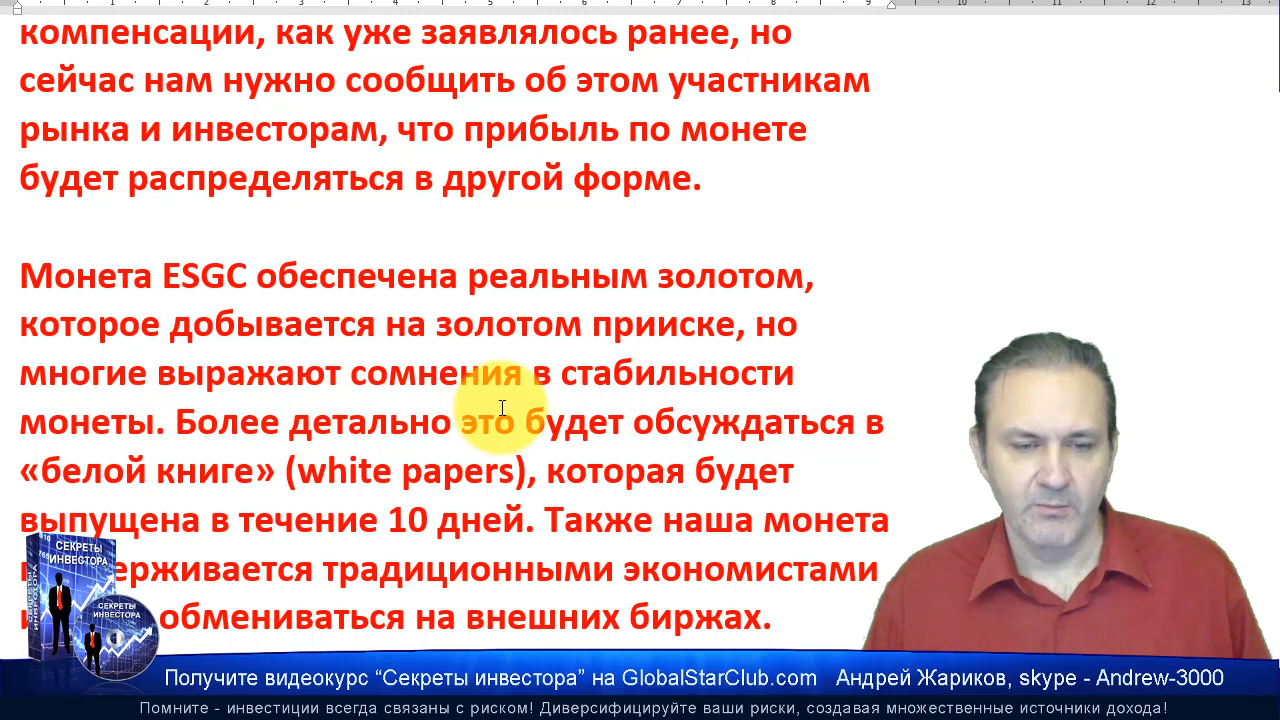 компенсации, как уже заявлялось ранее, но
сейчас нам нужно сообщить об этом участникам
рынка и инвесторам, что прибыль по монете
будет распределяться в другой форме.
Монета ESGC обеспечена реальным золотом,
которое добывается на золотом прииске, но
многие выражают сомнения в стабильности
монеты. Более детально это будет обсуждаться в
«белой книге» (white papers), которая будет
выпущена в течение 10 дней. Также наша монета
ерживается традиционными экономистами
обмениваться на внешних биржах.
СЕКРЕТЫ
ИНВЕСТОРА
СЕКРЕТЫ
ИНВЕСТОРА
Получите видеокурс “Секреты инвестора” на GlobalStarClub.com Андрей Жариков, skype - Andrew-3000
Помните - инвестиции всегда связаны с риском! Диверсифицируйте ваши риски, создавая множественные источники дохода!